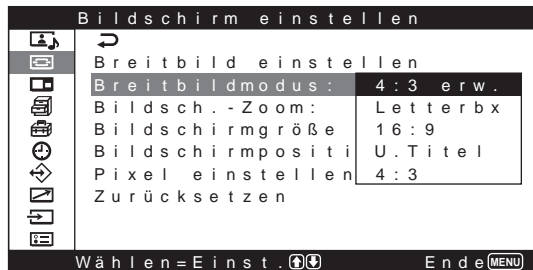 Bildschirm einstellen
Breitbild einstellen
Breitbildmodus: 4:3 erw.
Bildsch.-Zoom: Letterbx
Bildschirmgröße 16:9
Bildschirmpositi U.Titel
Pixel einstellen 4:3
Zurücksetzen
Wählen=Einst. Ende MENU